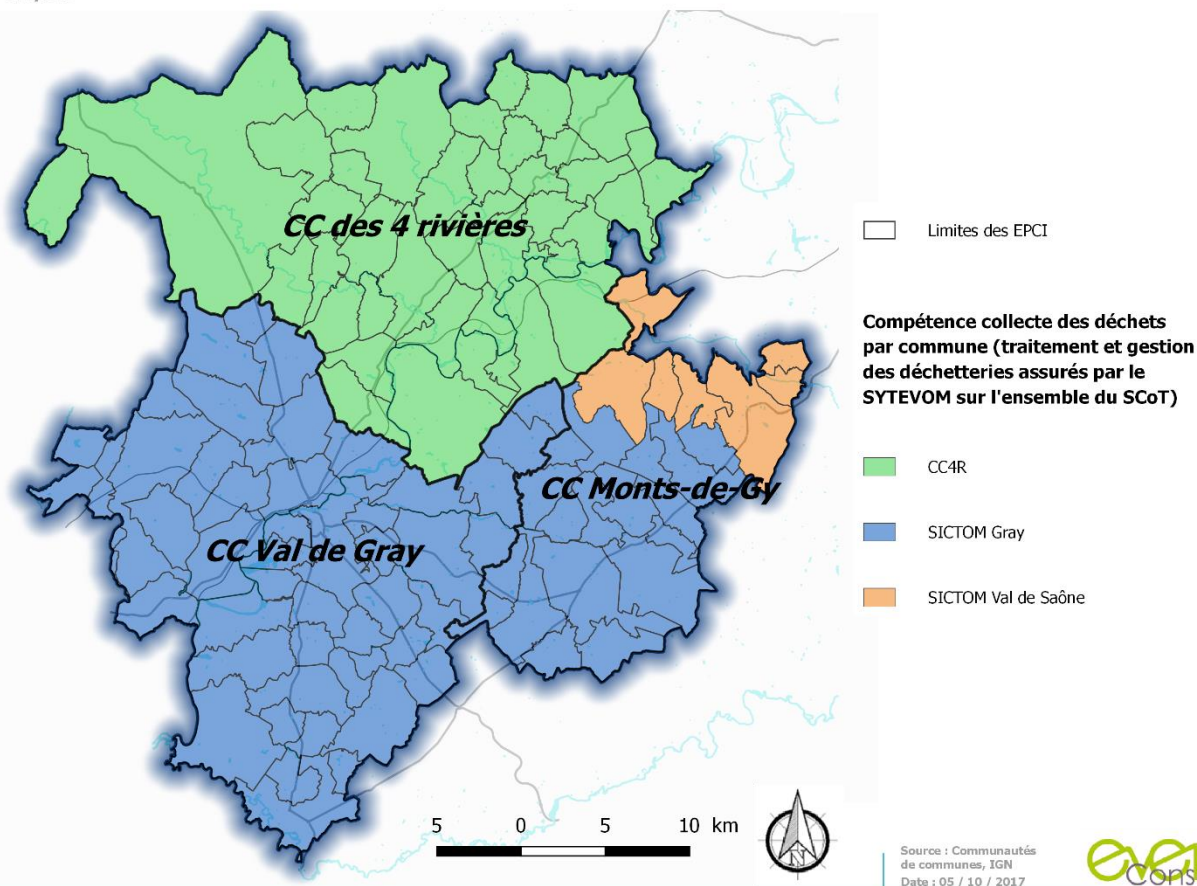 CC des 4 rivières
CC Monts-de-Gy
CC Val de Gray
Limites des EPCI
Compétence collecte des déchets
par commune (traitement et gestion
des déchetteries assurés par le
SYTEVOM sur l'ensemble du SCoT)
CC4R
SICTOM Gray
SICTOM Val de Saône
5 0 5 10 km
N
Source : Communautés
de communes, IGN
Date : 05 / 10 / 2017